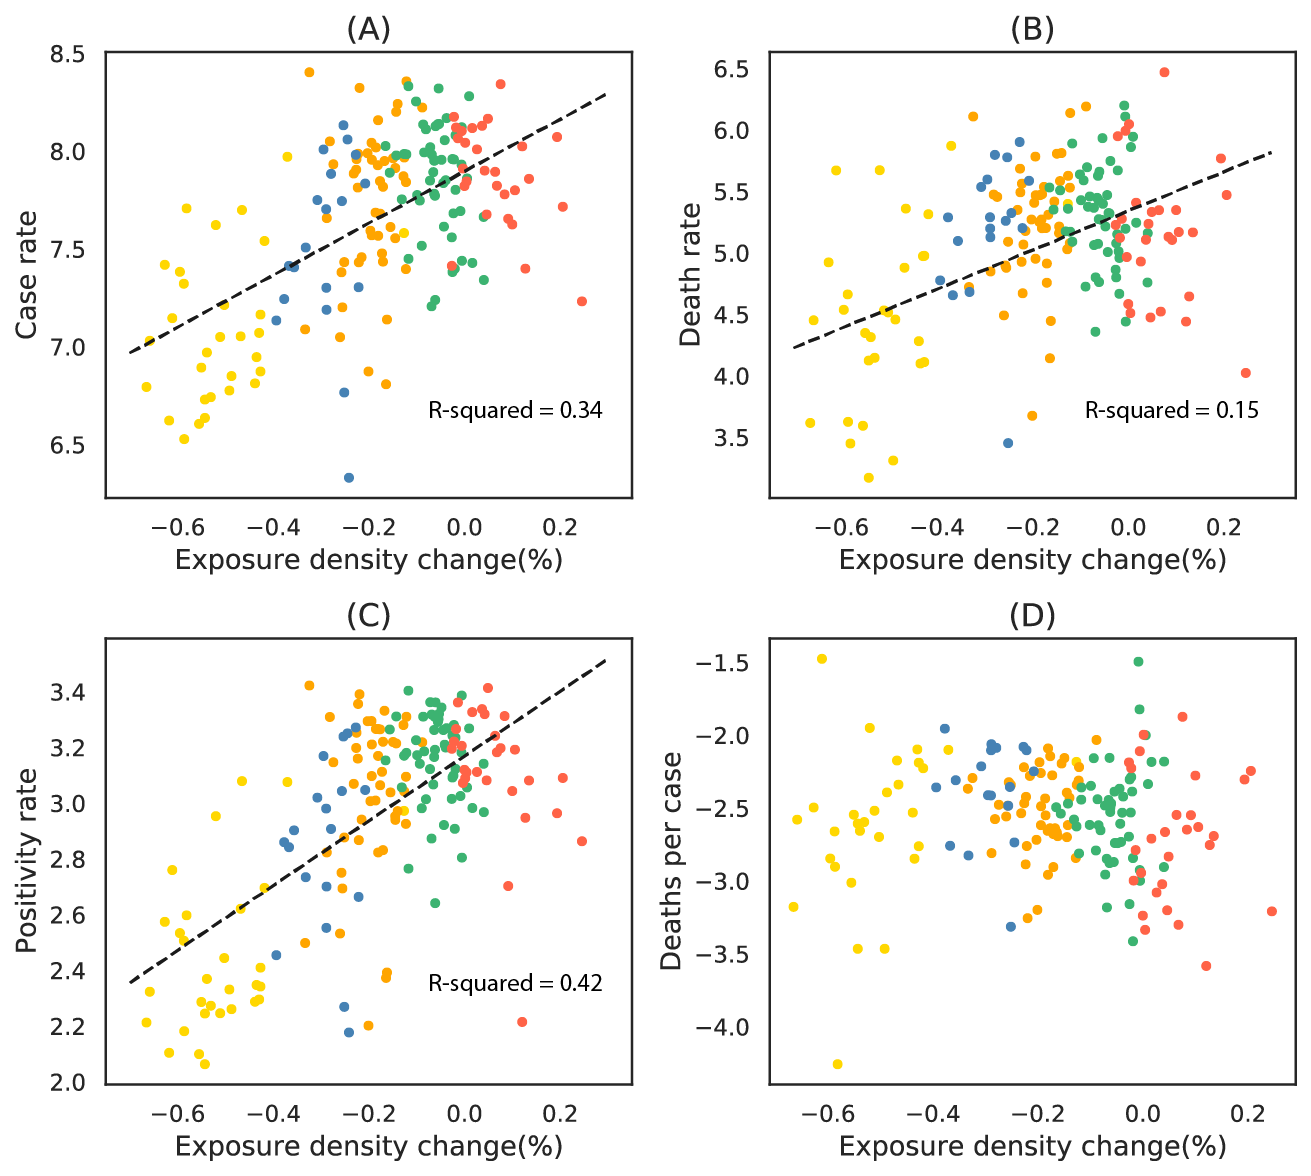 (A)
8.5
8.0
7.5
7.0
6.5
Case rate
R-squared = 0.34
−0.6 −0.4 −0.2 0.0 0.2
Exposure density change(%)
(B)
6.5
6.0
5.5
5.0
4.5
4.0
3.5
Death rate
R-squared = 0.15
−0.6 −0.4 −0.2 0.0 0.2
Exposure density change(%)
(C)
3.4
3.2
3.0
2.8
2.6
2.4
2.2
2.0
Positivity rate
R-squared = 0.42
−0.6 −0.4 −0.2 0.0 0.2
Exposure density change(%)
(D)
−1.5
−2.0
−2.5
−3.0
−3.5
−4.0
Deaths per case
−0.6 −0.4 −0.2 0.0 0.2
Exposure density change(%)